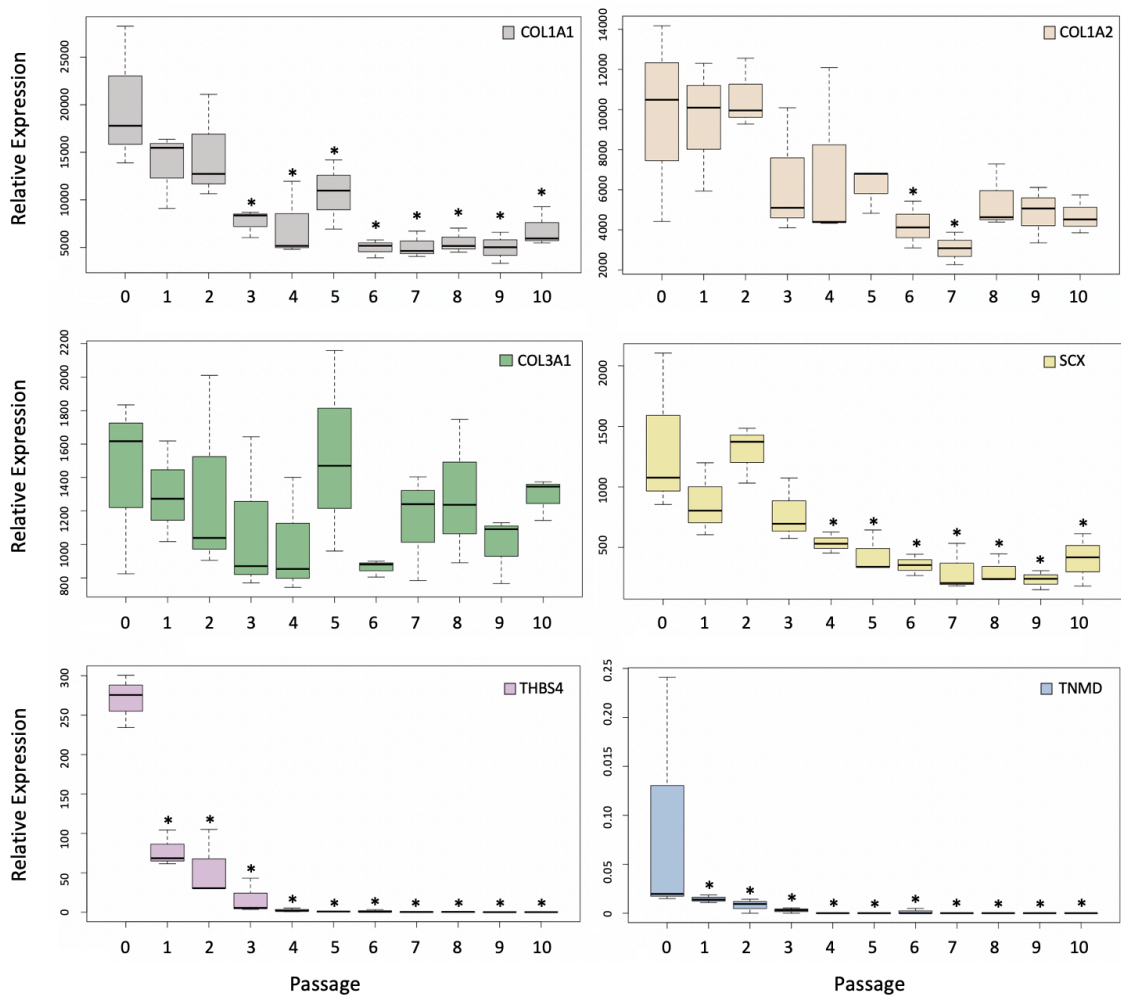 COL1A1
Relative Expression
25000
20000
15000
10000
5000
* * * * * * * *
0 1 2 3 4 5 6 7 8 9 10
COL1A2
14000
12000
10000
8000
6000
4000
2000
* *
0 1 2 3 4 5 6 7 8 9 10
COL3A1
Relative Expression
2200
2000
1800
1600
1400
1200
1000
800
0 1 2 3 4 5 6 7 8 9 10
SCX
2000
1500
1000
500
* * * * * * *
0 1 2 3 4 5 6 7 8 9 10
THBS4
Relative Expression
300
250
200
150
100
50
0
* * * * * * * * * *
0 1 2 3 4 5 6 7 8 9 10
Passage
TNMD
0.25
0.20
0.015
0.10
0.05
0
* * * * * * * * * *
0 1 2 3 4 5 6 7 8 9 10
Passage